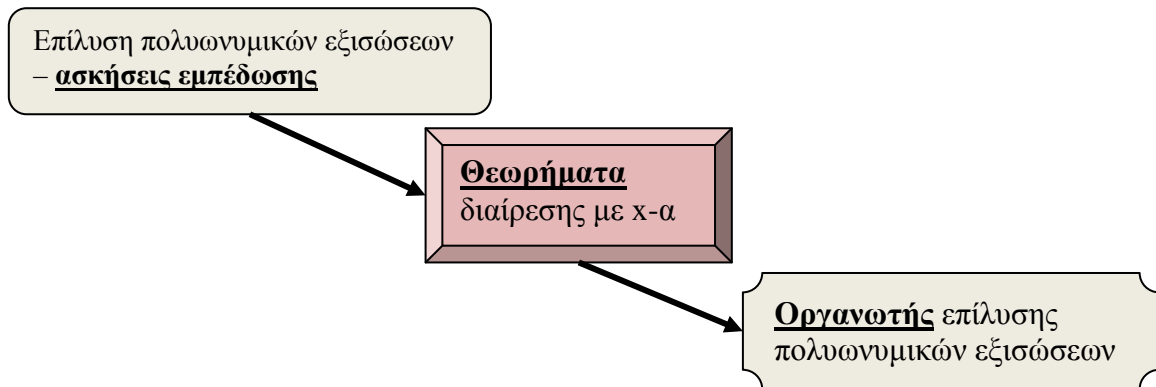 Επίλυση πολυωνυμικών εξισώσεων
– ασκήσεις εμπέδωσης
Θεωρήματα
διαίρεσης με x-α
Οργανωτής επίλυσης
πολυωνυμικών εξισώσεων